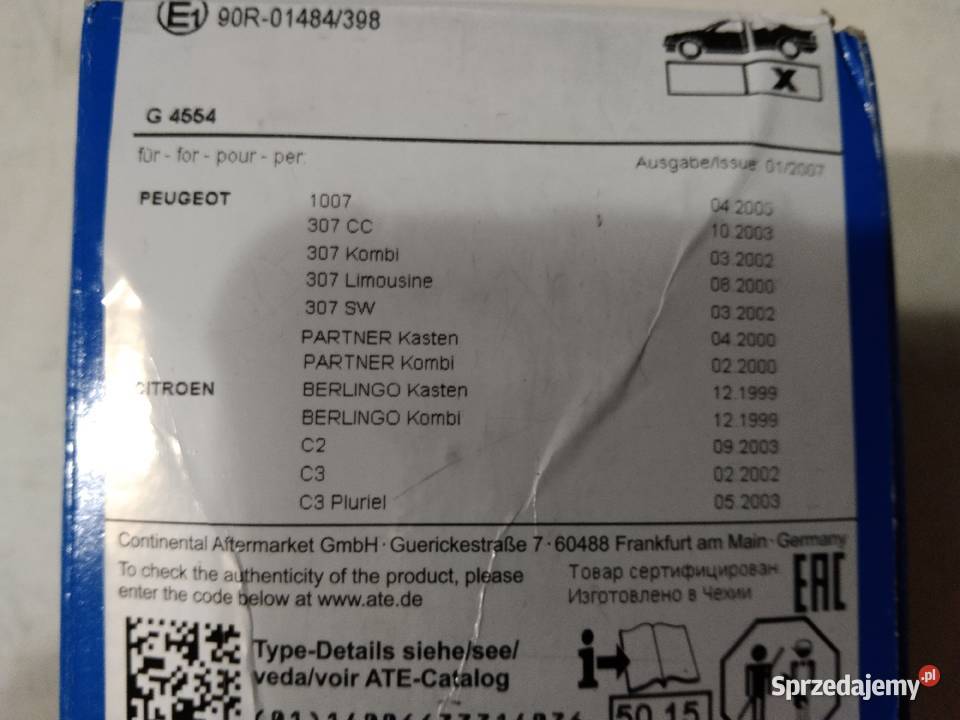 E1 90R-01484/398
X
G 4554
für - for - pour - per:
Ausgabe/Issue: 01/2007
PEUGEOT 1007 04.2005
307 CC 10.2003
307 Kombi 03.2002
307 Limousine 08.2000
307 SW 03.2002
PARTNER Kasten 04.2000
PARTNER Kombi 02.2000
CITROEN BERLINGO Kasten 12.1999
BERLINGO Kombi 12.1999
C2 09.2003
C3 02.2002
C3 Pluriel 05.2003
Continental Aftermarket GmbH · Guerickestraße 7 · 60488 Frankfurt am Main · Germany
To check the authenticity of the product, please
enter the code below at www.ate.de
Товар сертифицирован
Изготовлено в Чехии
EAC
Type-Details siehe/see/
veda/voir ATE-Catalog
i
50 15
Sprzedajemy.pl